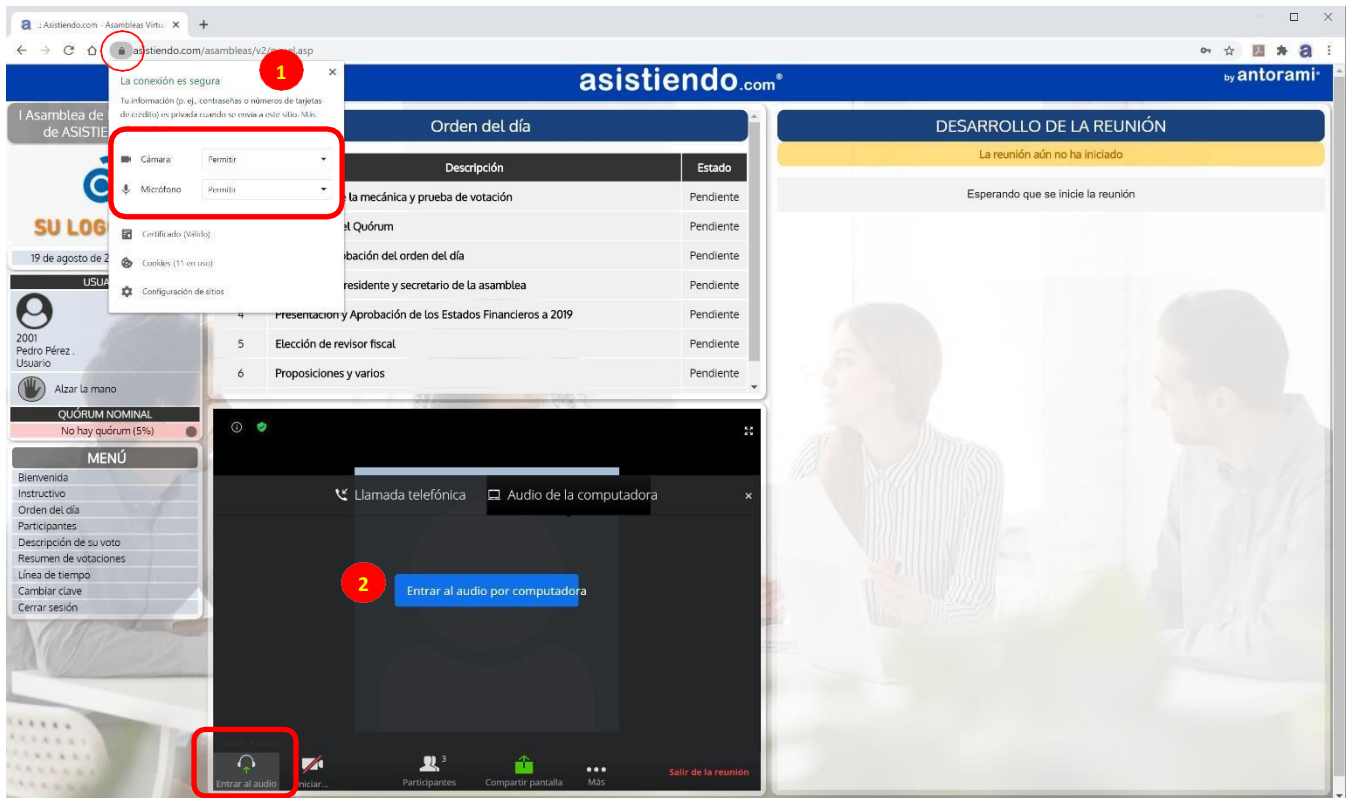 .: Asistiendo.com - Asambleas Virtu
asistiendo.com/asambleas/v2/panel.asp
La conexión es segura
Tu información (p. ej., contraseñas o números de tarjetas
de crédito) es privada cuando se envía a este sitio. Más
1
Cámara
Permitir
Micrófono
Permitir
Certificado (Válido)
Cookies (11 en uso)
Configuración de sitios
asistiendo.com®
by antorami
I Asamblea de
de ASISTIE
SU LOG
19 de agosto de 2
USUA
2001
Pedro Pérez .
Usuario
Alzar la mano
QUÓRUM NOMINAL
No hay quórum (5%)
MENÚ
Bienvenida
Instructivo
Orden del día
Participantes
Descripción de su voto
Resumen de votaciones
Línea de tiempo
Cambiar clave
Cerrar sesión
Orden del día
Descripción
Estado
la mecánica y prueba de votación
Pendiente
el Quórum
Pendiente
obación del orden del día
Pendiente
residente y secretario de la asamblea
Pendiente
4
Presentación y Aprobación de los Estados Financieros a 2019
Pendiente
5
Elección de revisor fiscal
Pendiente
6
Proposiciones y varios
Pendiente
Llamada telefónica
Audio de la computadora
2
Entrar al audio por computadora
Entrar al audio
Iniciar...
3
Participantes
Compartir pantalla
Más
Salir de la reunión
DESARROLLO DE LA REUNIÓN
La reunión aún no ha iniciado
Esperando que se inicie la reunión